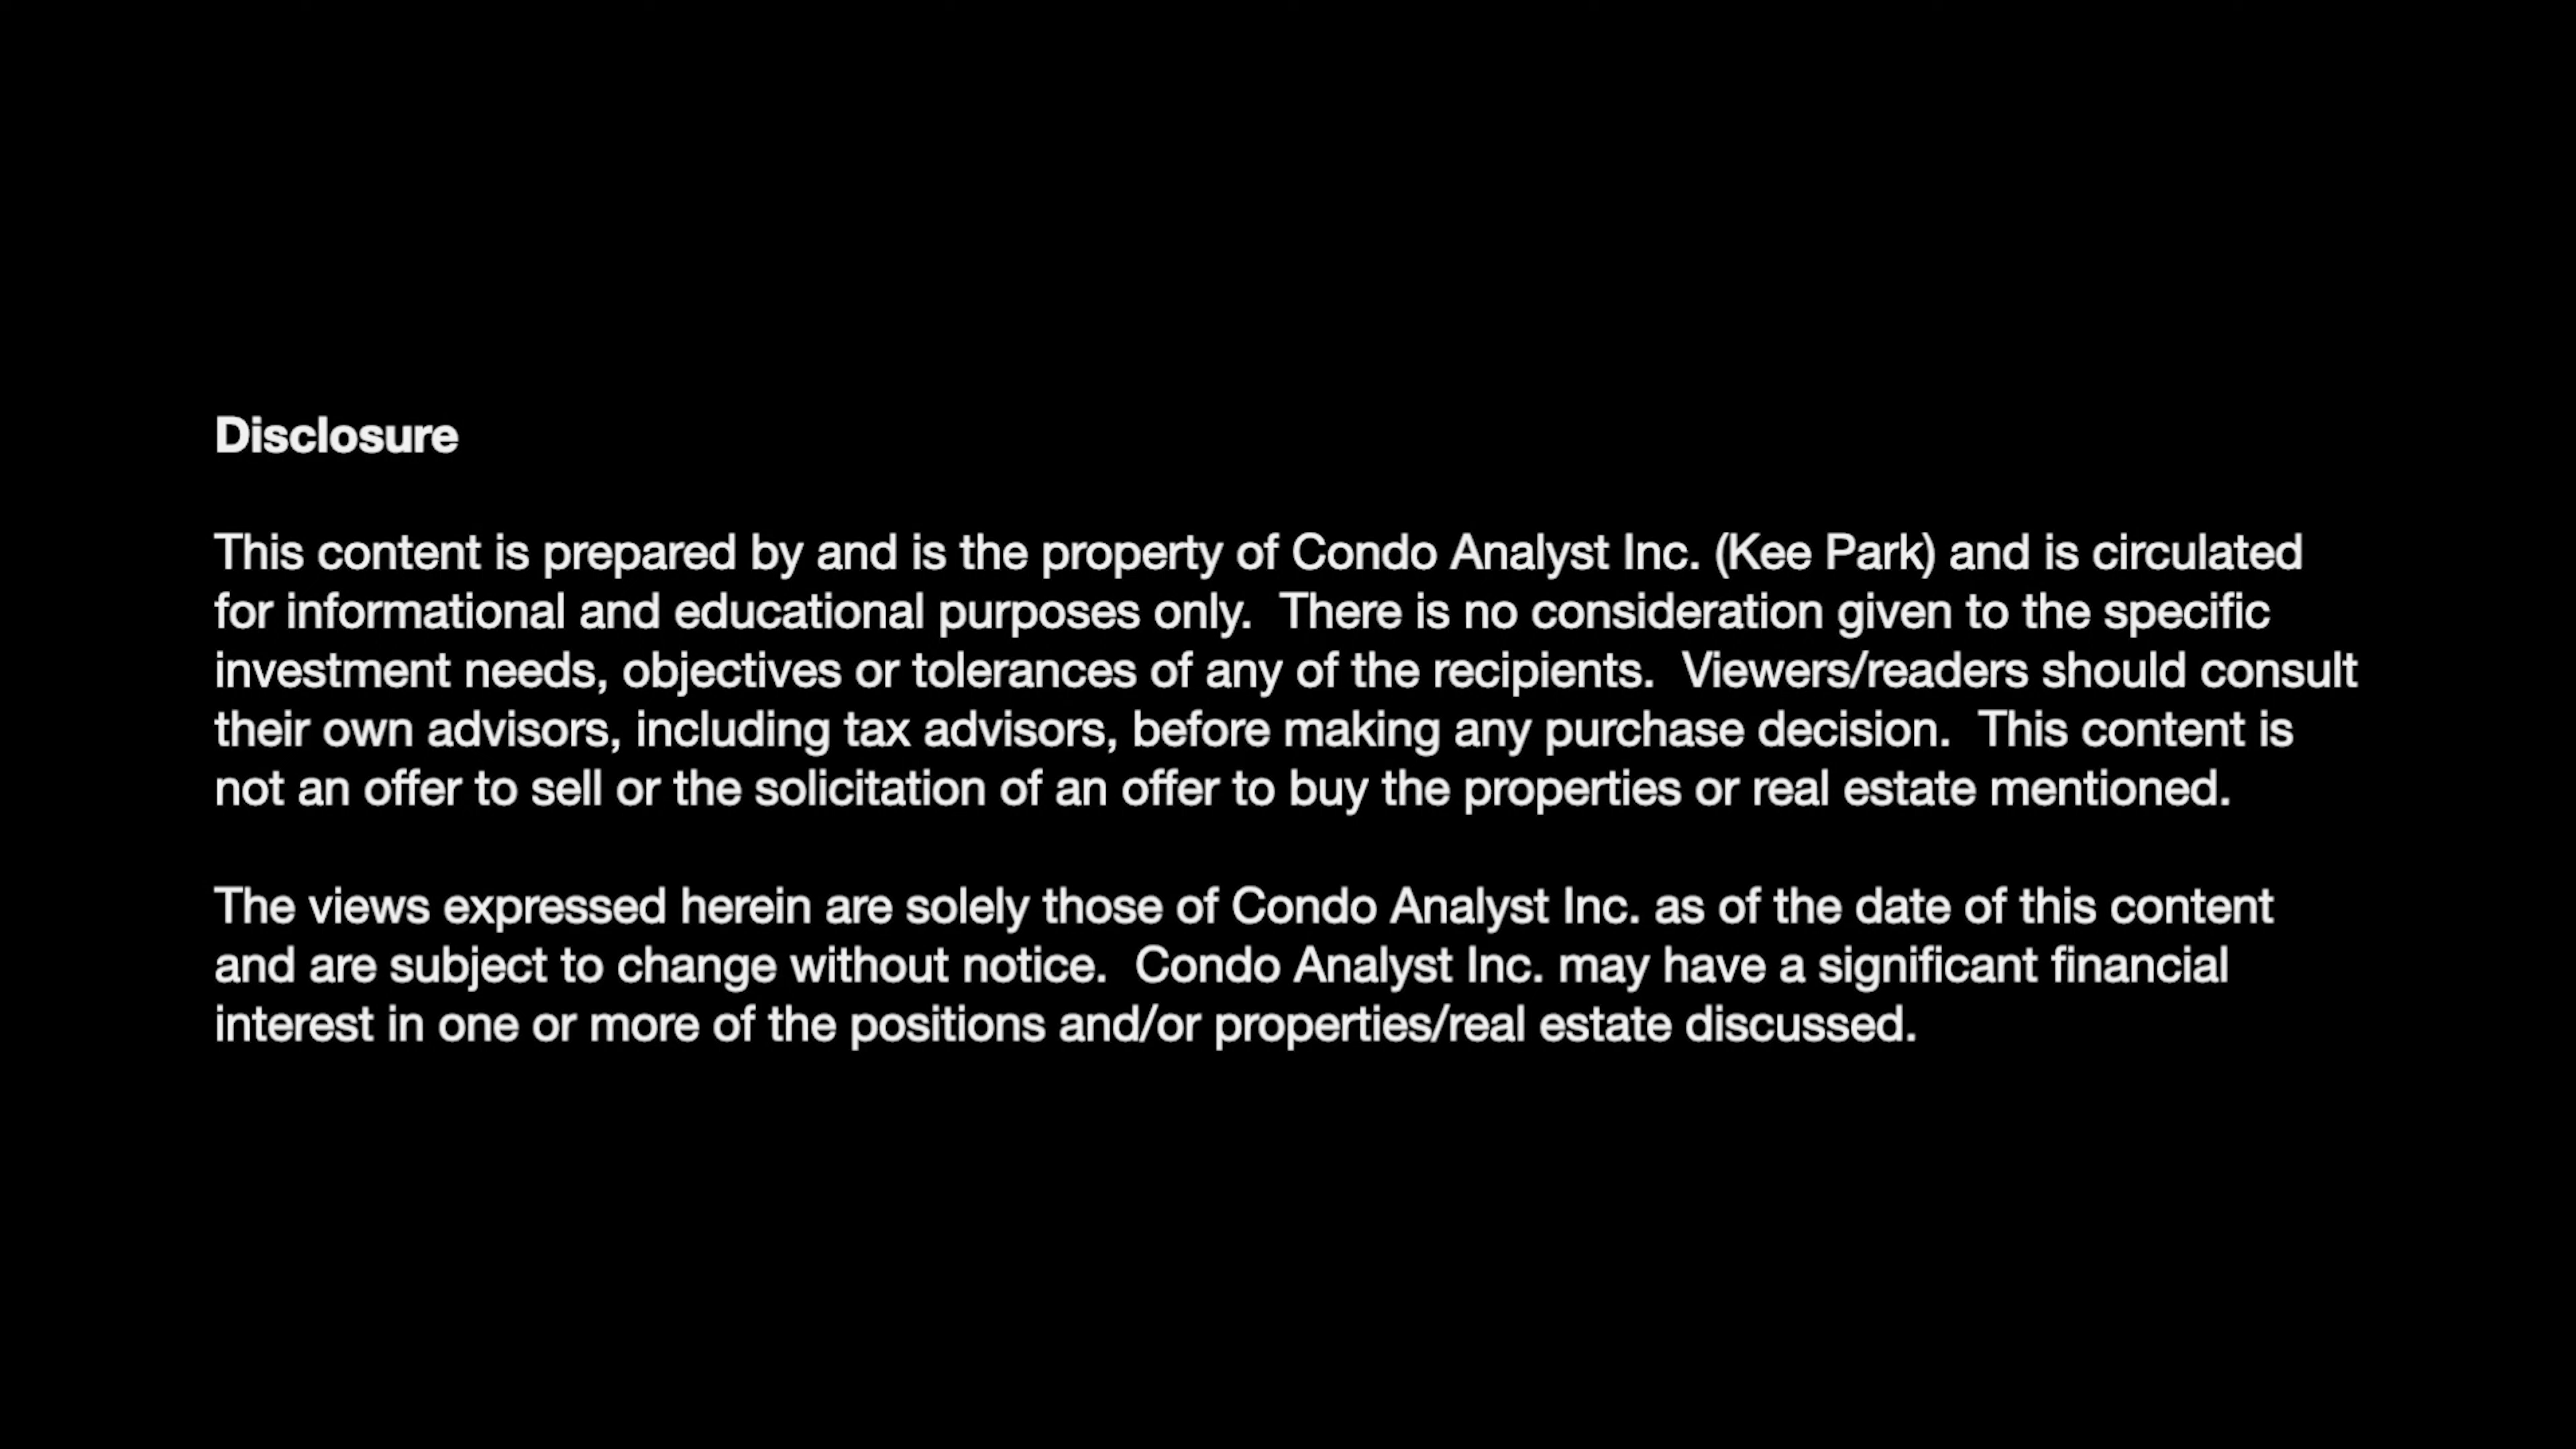 Disclosure
This content is prepared by and is the property of Condo Analyst Inc. (Kee Park) and is circulated
for informational and educational purposes only.  There is no consideration given to the specific
investment needs, objectives or tolerances of any of the recipients.  Viewers/readers should consult
their own advisors, including tax advisors, before making any purchase decision.  This content is
not an offer to sell or the solicitation of an offer to buy the properties or real estate mentioned.
The views expressed herein are solely those of Condo Analyst Inc. as of the date of this content
and are subject to change without notice.  Condo Analyst Inc. may have a significant financial
interest in one or more of the positions and/or properties/real estate discussed.